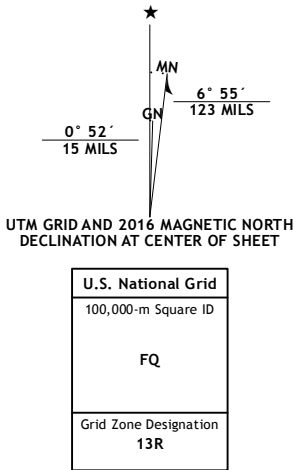 MN
6° 55´
123 MILS
GN
0° 52´
15 MILS
UTM GRID AND 2016 MAGNETIC NORTH
DECLINATION AT CENTER OF SHEET
U.S. National Grid
100,000-m Square ID
FQ
Grid Zone Designation
13R